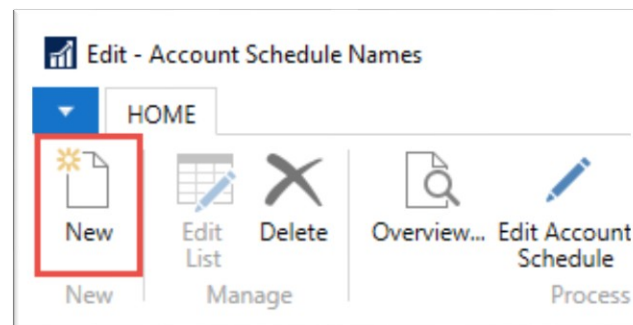 Edit - Account Schedule Names
HOME
New
Edit
List
Delete
Overview...
Edit Account
Schedule
New
Manage
Process